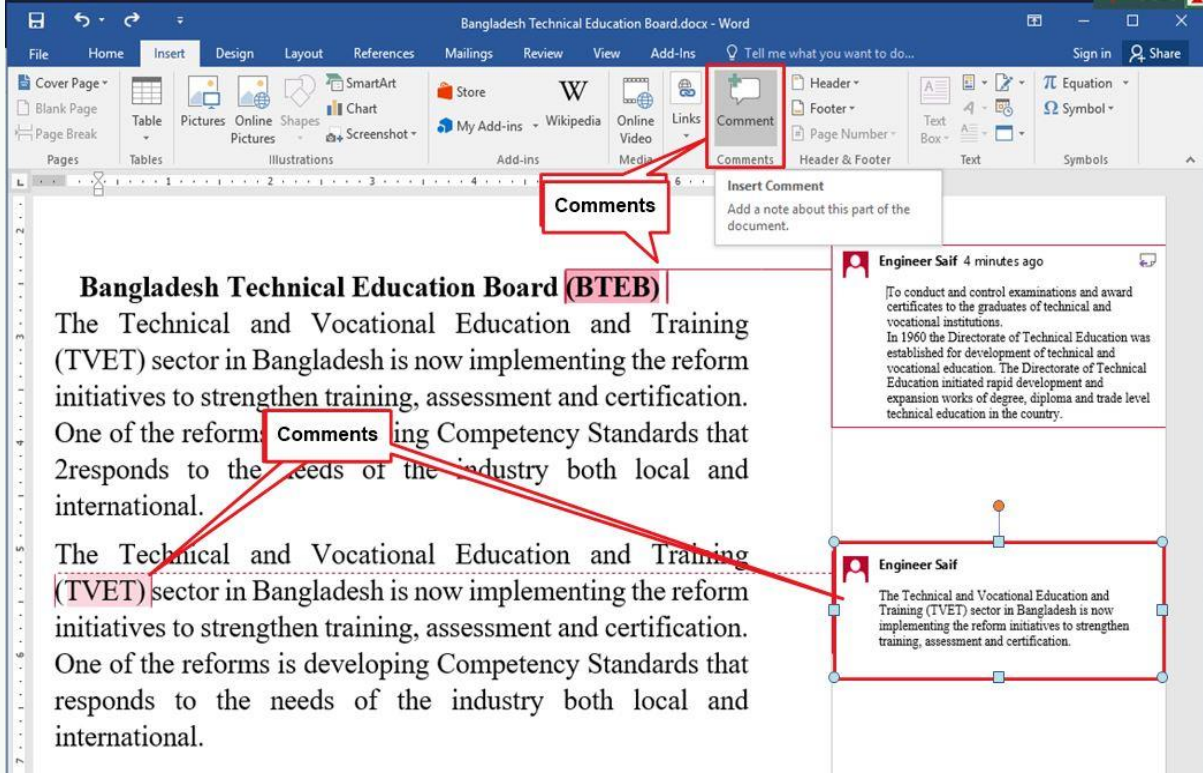 Bangladesh Technical Education Board.docx - Word
File Home Insert Design Layout References Mailings Review View Add-Ins Tell me what you want to do... Sign in Share
Cover Page
Blank Page
Page Break
Pages
Table
Tables
Pictures
Online Pictures
Shapes
SmartArt
Chart
Screenshot
Illustrations
Store
My Add-ins
W
Wikipedia
Add-ins
Online Video
Media
Links
Comment
Comments
Header
Footer
Page Number
Header & Footer
Text Box
A
Text
π Equation
Ω Symbol
Symbols
1 2 3 4 6
Insert Comment
Add a note about this part of the
document.
Comments
Bangladesh Technical Education Board (BTEB)
The Technical and Vocational Education and Training
(TVET) sector in Bangladesh is now implementing the reform
initiatives to strengthen training, assessment and certification.
One of the reforms Comments ing Competency Standards that
2responds to the needs of the industry both local and
international.
The Technical and Vocational Education and Training
(TVET) sector in Bangladesh is now implementing the reform
initiatives to strengthen training, assessment and certification.
One of the reforms is developing Competency Standards that
responds to the needs of the industry both local and
international.
Engineer Saif 4 minutes ago
To conduct and control examinations and award
certificates to the graduates of technical and
vocational institutions.
In 1960 the Directorate of Technical Education was
established for development of technical and
vocational education. The Directorate of Technical
Education initiated rapid development and
expansion works of degree, diploma and trade level
technical education in the country.
Engineer Saif
The Technical and Vocational Education and
Training (TVET) sector in Bangladesh is now
implementing the reform initiatives to strengthen
training, assessment and certification.
2
3
4
5
6
7